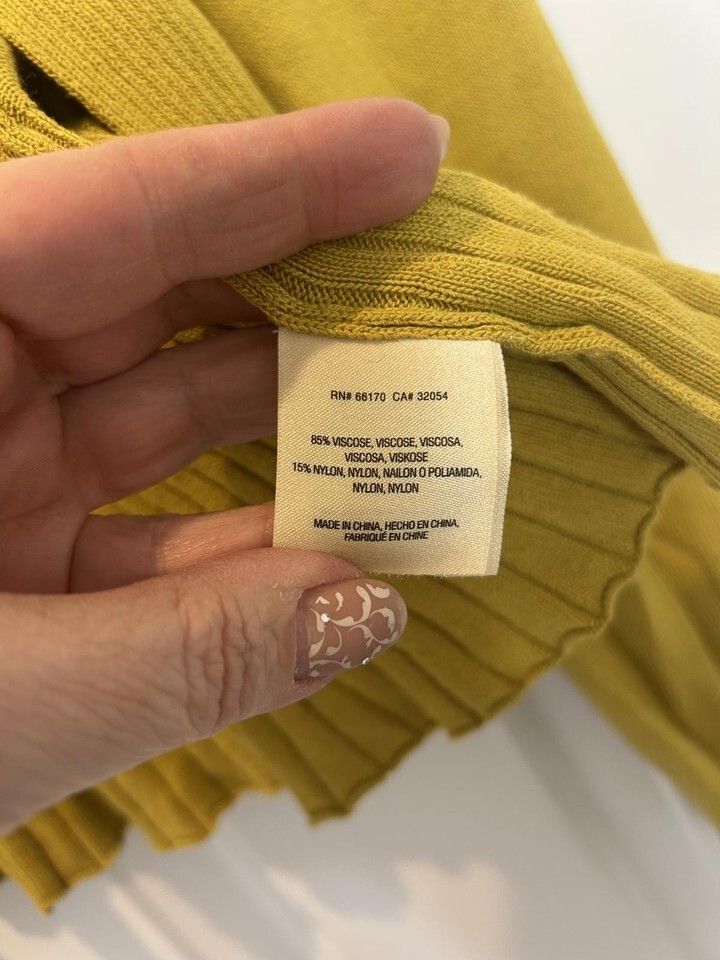 RN# 66170 CA# 32054
85% VISCOSE, VISCOSE, VISCOSA,
VISCOSA, VISKOSE
15% NYLON, NYLON, NAILON O POLIAMIDA,
NYLON, NYLON
MADE IN CHINA, HECHO EN CHINA,
FABRIQUÉ EN CHINE